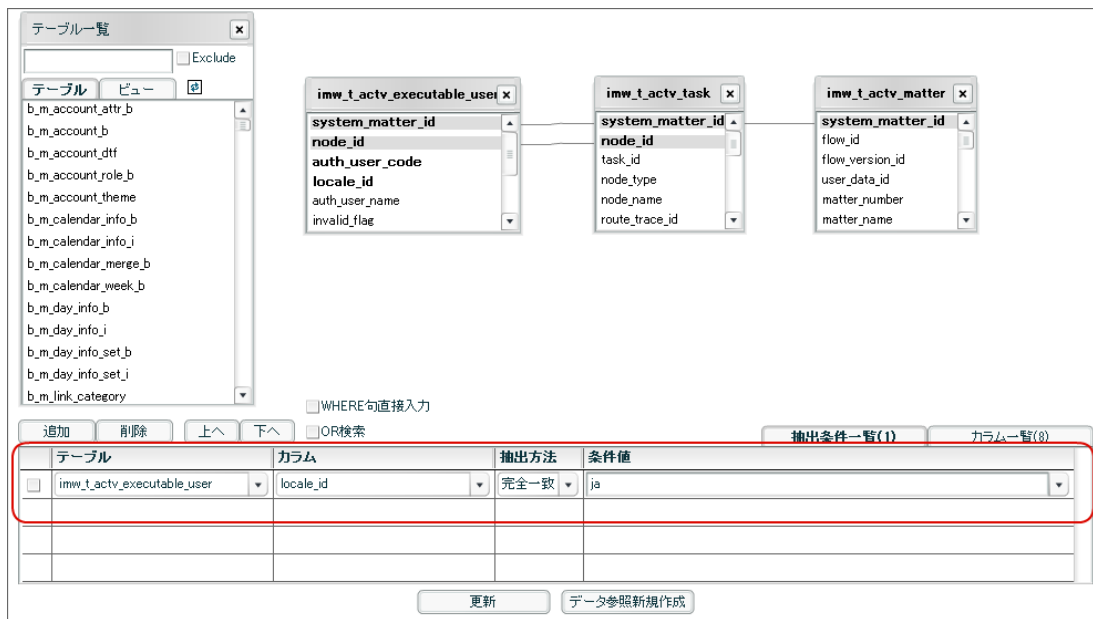 テーブル一覧
Exclude
テーブル ビュー
b_m_account_attr_b
b_m_account_b
b_m_account_dtf
b_m_account_role_b
b_m_account_theme
b_m_calendar_info_b
b_m_calendar_info_i
b_m_calendar_merge_b
b_m_calendar_week_b
b_m_day_info_b
b_m_day_info_i
b_m_day_info_set_b
b_m_day_info_set_i
b_m_link_category
imw_t_actv_executable_user
system_matter_id
node_id
auth_user_code
locale_id
auth_user_name
invalid_flag
imw_t_actv_task
system_matter_id
node_id
task_id
node_type
node_name
route_trace_id
imw_t_actv_matter
system_matter_id
flow_id
flow_version_id
user_data_id
matter_number
matter_name
WHERE句直接入力
追加 削除 上へ 下へ OR検索 抽出条件一覧(1) カラム一覧(8)
テーブル カラム 抽出方法 条件値
imw_t_actv_executable_user locale_id 完全一致 ja
更新 データ参照新規作成